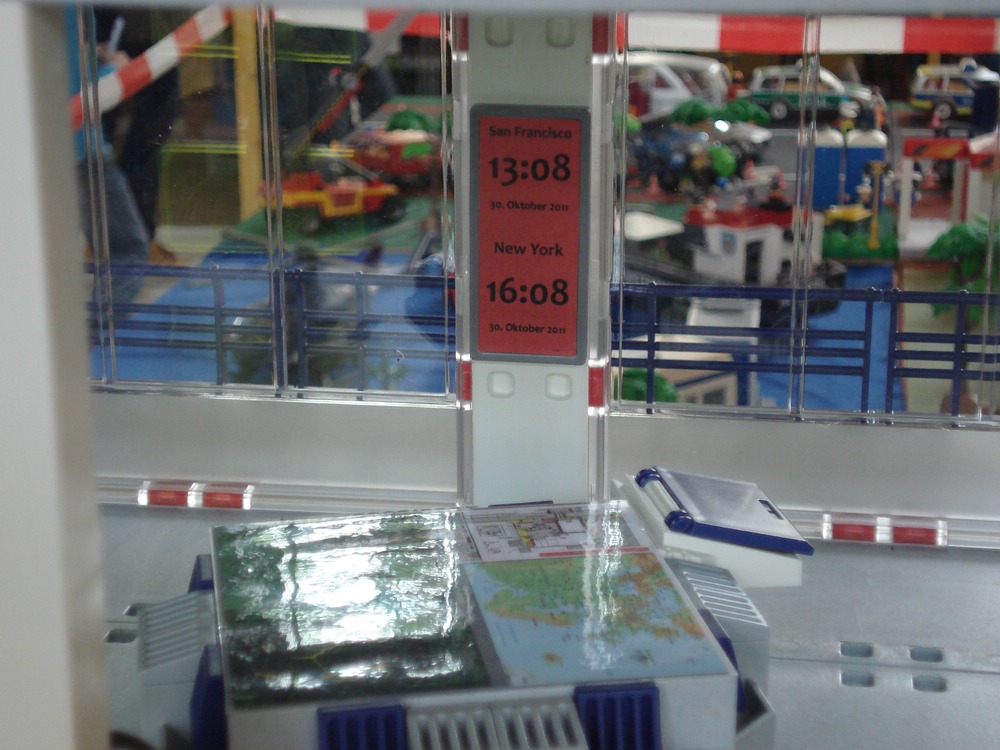 San Francisco
13:08
30. Oktober 2011
New York
16:08
30. Oktober 2011